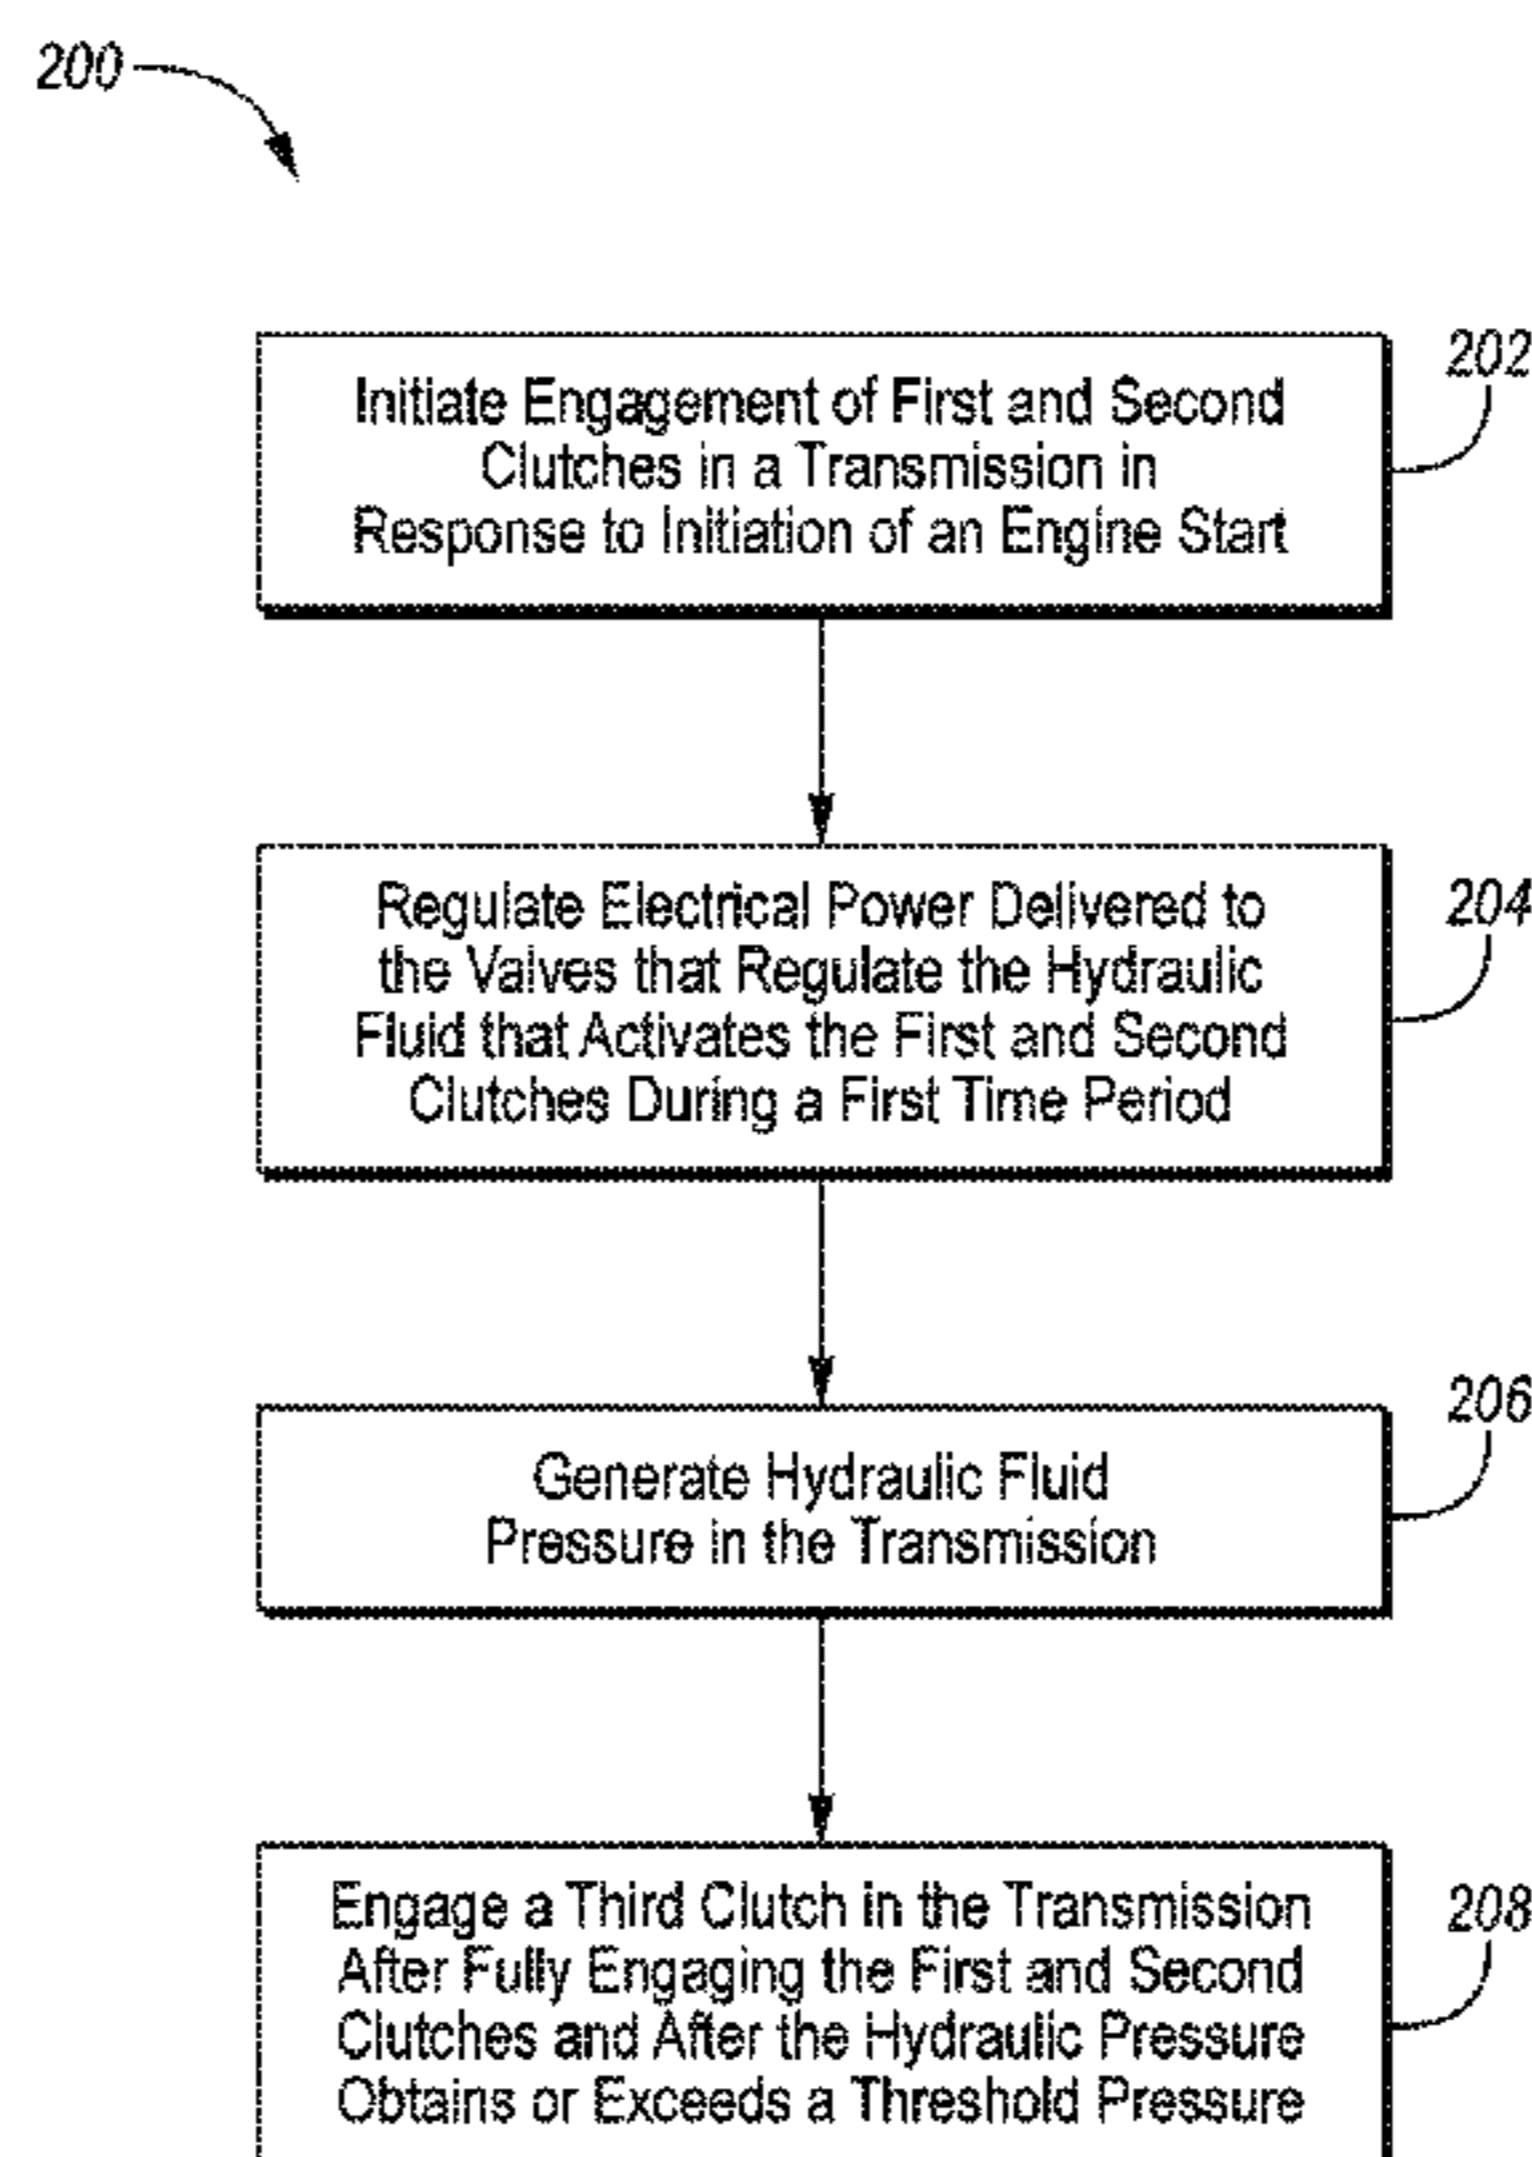 200
202
Initiate Engagement of First and Second
Clutches in a Transmission in
Response to Initiation of an Engine Start
204
Regulate Electrical Power Delivered to
the Valves that Regulate the Hydraulic
Fluid that Activates the First and Second
Clutches During a First Time Period
206
Generate Hydraulic Fluid
Pressure in the Transmission
208
Engage a Third Clutch in the Transmission
After Fully Engaging the First and Second
Clutches and After the Hydraulic Pressure
Obtains or Exceeds a Threshold Pressure